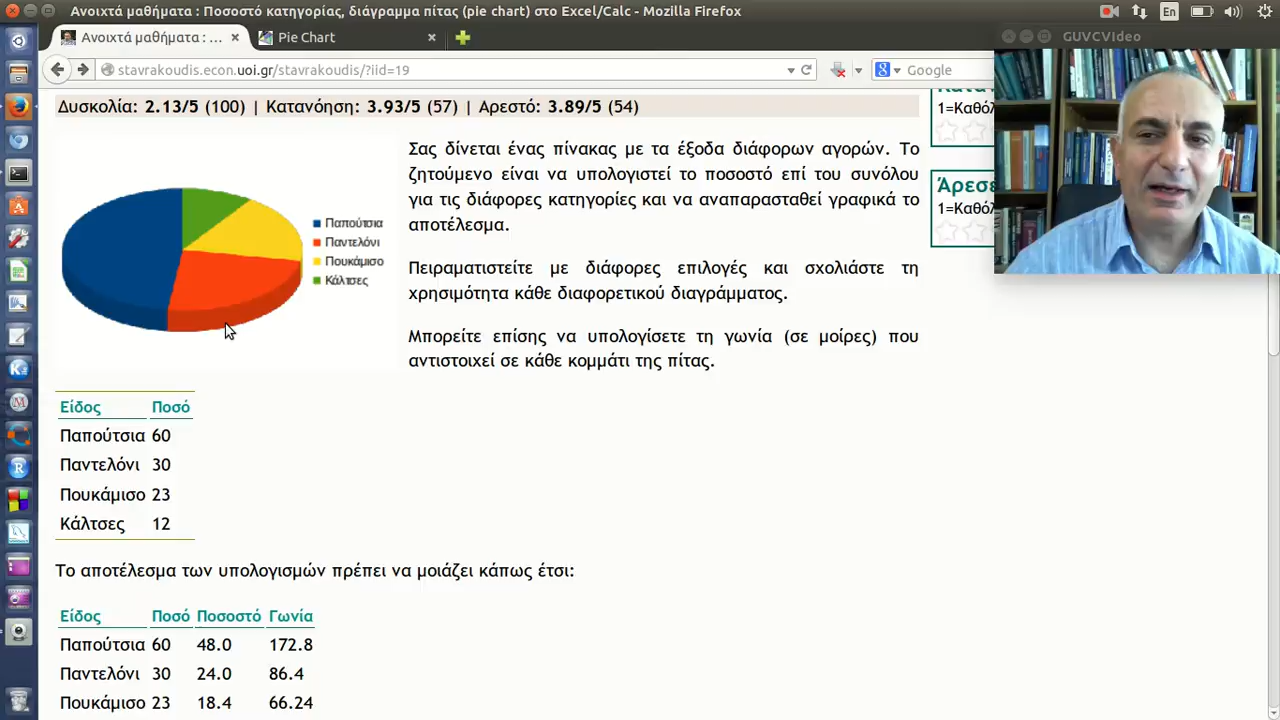 Ανοιχτά μαθήματα : Ποσοστό κατηγορίας, διάγραμμα πίτας (pie chart) στο Excel/Calc - Mozilla Firefox
En
Ανοιχτά μαθήματα : ...
Pie Chart
GUVCVIdeo
stavrakoudis.econ.uoi.gr/stavrakoudis/?iid=19
Google
Δυσκολία: 2.13/5 (100) | Κατανόηση: 3.93/5 (57) | Αρεστό: 3.89/5 (54)
1=Καθόλ
Άρεσε
1=Καθόλ
Παπούτσια
Παντελόνι
Πουκάμισο
Κάλτσες
Σας δίνεται ένας πίνακας με τα έξοδα διάφορων αγορών. Το
ζητούμενο είναι να υπολογιστεί το ποσοστό επί του συνόλου
για τις διάφορες κατηγορίες και να αναπαρασταθεί γραφικά το
αποτέλεσμα.
Πειραματιστείτε με διάφορες επιλογές και σχολιάστε τη
χρησιμότητα κάθε διαφορετικού διαγράμματος.
Μπορείτε επίσης να υπολογίσετε τη γωνία (σε μοίρες) που
αντιστοιχεί σε κάθε κομμάτι της πίτας.
Είδος Ποσό
Παπούτσια 60
Παντελόνι 30
Πουκάμισο 23
Κάλτσες 12
Το αποτέλεσμα των υπολογισμών πρέπει να μοιάζει κάπως έτσι:
Είδος Ποσό Ποσοστό Γωνία
Παπούτσια 60 48.0 172.8
Παντελόνι 30 24.0 86.4
Πουκάμισο 23 18.4 66.24